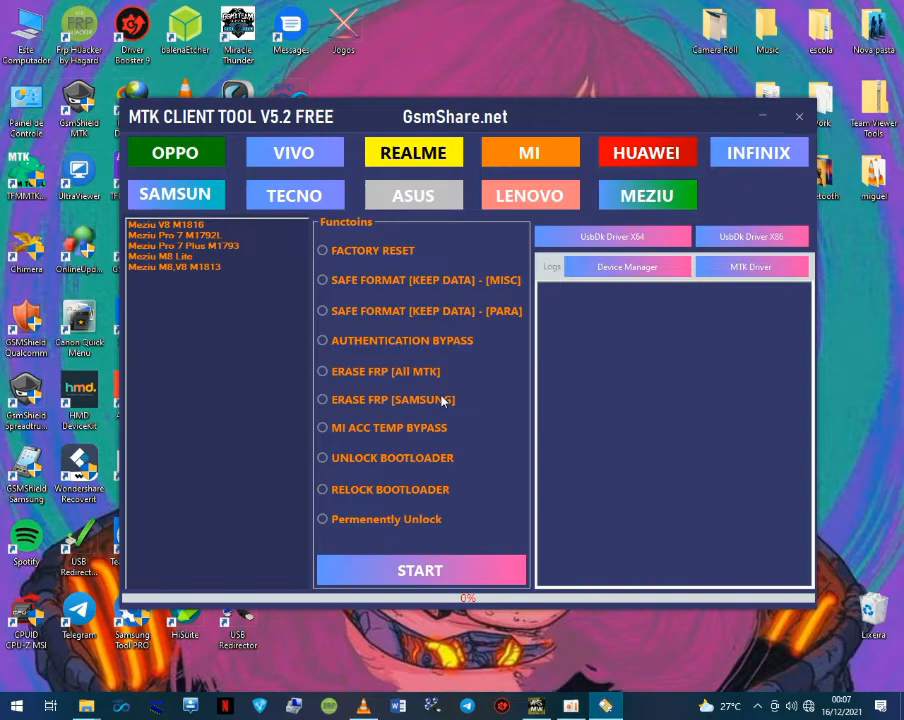 Este
Computador
Frp Hijacker
by Hagard
Driver
Booster 9
balenaEtcher
Miracle
Thunder
Messages
Jogos
Camera Roll
Music
escola
Nova pasta
Painel de
Controle
GsmShield
MTK
Team Viewer
Tools
MTK CLIENT TOOL V5.2 FREE
GsmShare.net
OPPO
VIVO
REALME
MI
HUAWEI
INFINIX
SAMSUN
TECNO
ASUS
LENOVO
MEZIU
MTK
TFMMTK...
UltraViewer
miguel
Meziu V8 M1816
Meziu Pro 7 M1792L
Meziu Pro 7 Plus M1793
Meziu M8 Lite
Meziu M8,V8 M1813
Functoins
FACTORY RESET
SAFE FORMAT [KEEP DATA] - [MISC]
SAFE FORMAT [KEEP DATA] - [PARA]
AUTHENTICATION BYPASS
ERASE FRP [All MTK]
ERASE FRP [SAMSUNG]
MI ACC TEMP BYPASS
UNLOCK BOOTLOADER
RELOCK BOOTLOADER
Permenently Unlock
START
0%
UsbDk Driver X64
UsbDk Driver X86
Logs
Device Manager
MTK Driver
Chimera
OnlineUpd...
GSMShield
Qualcomm
Canon Quick
Menu
GsmShield
Spreadtru...
hmd.
HMD
DeviceKit
GSMShield
Samsung
Wondershare
Recoverit
Spotify
USB
Redirect...
CPUID
CPU-Z MSI
Telegram
Samsung
Tool PRO
HiSuite
USB
Redirector
Lixeira
27°C
00:07
16/12/2021